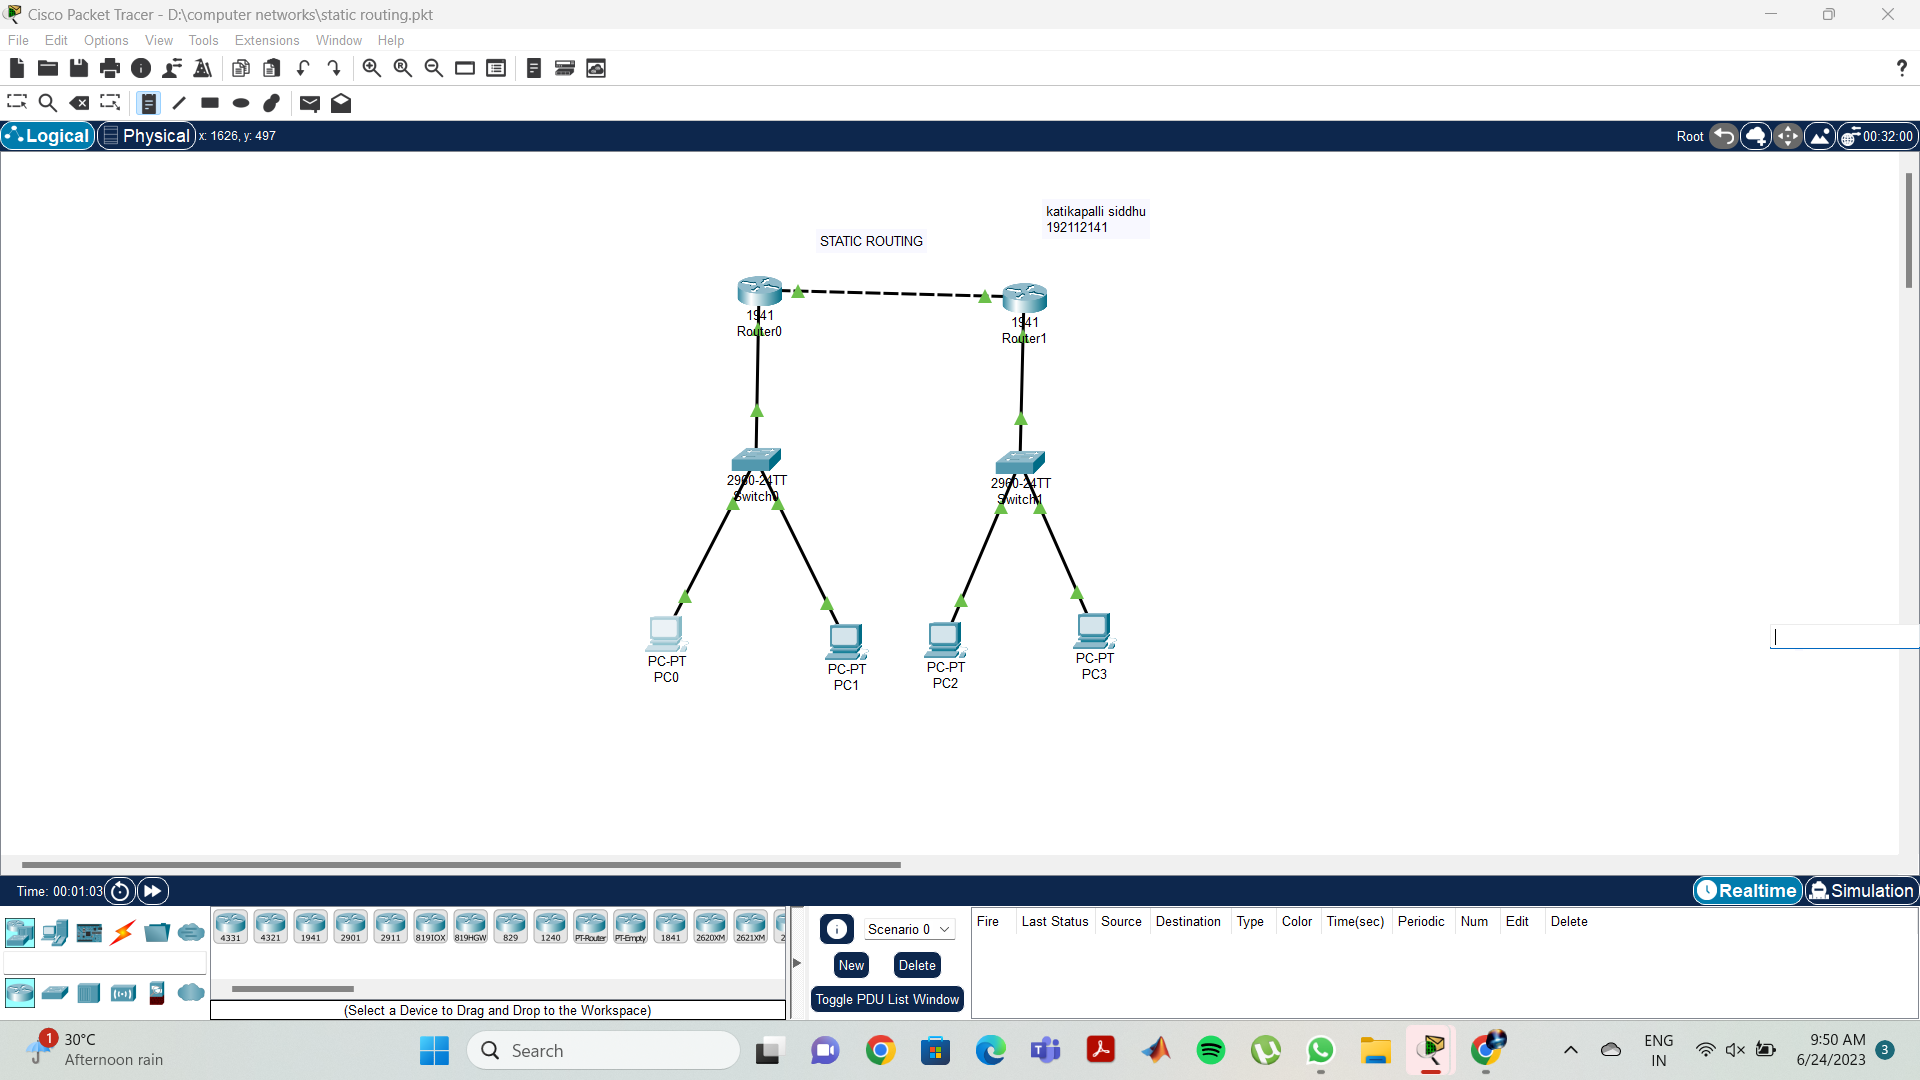 Cisco Packet Tracer - D:\computer networks\static routing.pkt
File Edit Options View Tools Extensions Window Help
?
Logical Physical x: 1626, y: 497 Root 00:32:00
katikapalli siddhu
192112141
STATIC ROUTING
1941
Router0
1941
Router1
2960-24TT
Switch0
2960-24TT
Switch1
PC-PT
PC0
PC-PT
PC1
PC-PT
PC2
PC-PT
PC3
Time: 00:01:03 Realtime Simulation
4331 4321 1941 2901 2911 819IOX 819HGW 829 1240 PT-Router PT-Empty 1841 2620XM 2621XM 2
(Select a Device to Drag and Drop to the Workspace)
Scenario 0
New Delete
Toggle PDU List Window
Fire Last Status Source Destination Type Color Time(sec) Periodic Num Edit Delete
1 30°C
Afternoon rain
Search
ENG
IN
9:50 AM
6/24/2023
3